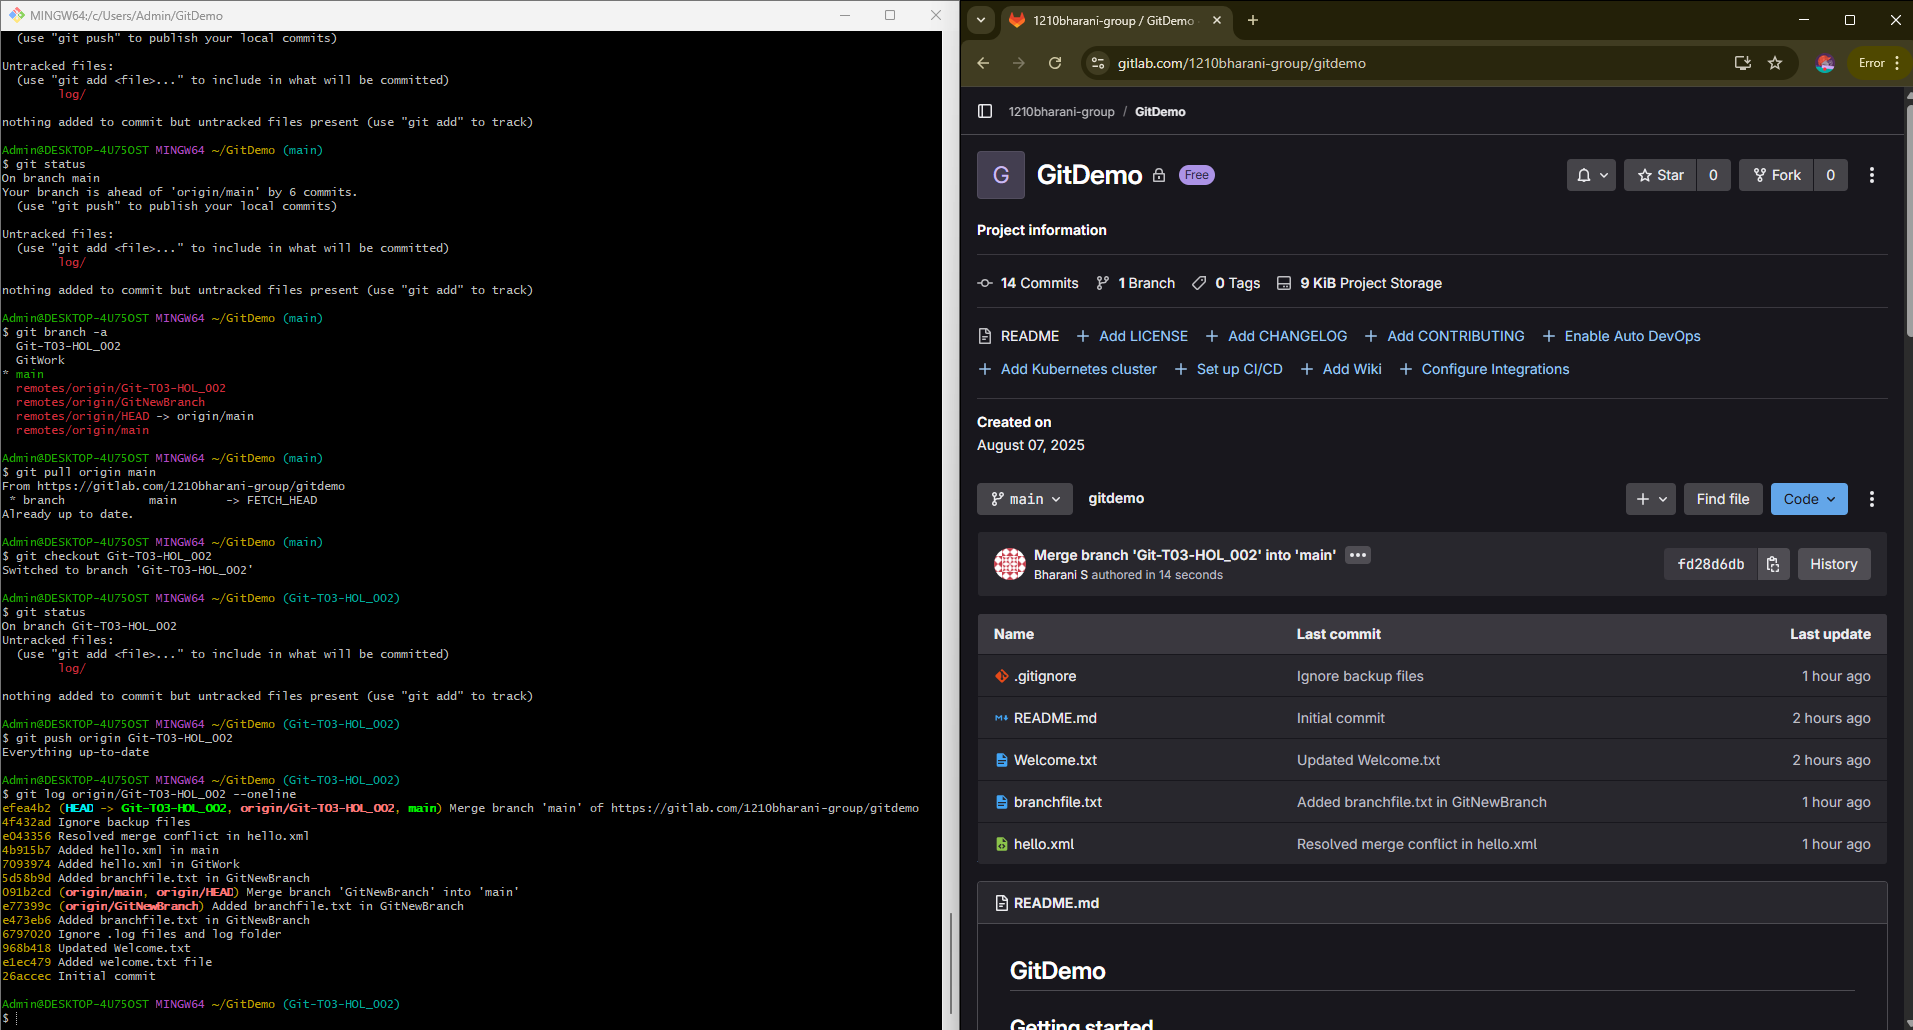 MINGW64:/c/Users/Admin/GitDemo
(use "git push" to publish your local commits)
Untracked files:
(use "git add <file>..." to include in what will be committed)
log/
nothing added to commit but untracked files present (use "git add" to track)
Admin@DESKTOP-4U75OST MINGW64 ~/GitDemo (main)
$ git status
On branch main
Your branch is ahead of 'origin/main' by 6 commits.
(use "git push" to publish your local commits)
Untracked files:
(use "git add <file>..." to include in what will be committed)
log/
nothing added to commit but untracked files present (use "git add" to track)
Admin@DESKTOP-4U75OST MINGW64 ~/GitDemo (main)
$ git branch -a
Git-T03-HOL_002
GitWork
* main
remotes/origin/Git-T03-HOL_002
remotes/origin/GitNewBranch
remotes/origin/HEAD -> origin/main
remotes/origin/main
Admin@DESKTOP-4U75OST MINGW64 ~/GitDemo (main)
$ git pull origin main
From https://gitlab.com/1210bharani-group/gitdemo
* branch            main       -> FETCH_HEAD
Already up to date.
Admin@DESKTOP-4U75OST MINGW64 ~/GitDemo (main)
$ git checkout Git-T03-HOL_002
Switched to branch 'Git-T03-HOL_002'
Admin@DESKTOP-4U75OST MINGW64 ~/GitDemo (Git-T03-HOL_002)
$ git status
On branch Git-T03-HOL_002
Untracked files:
(use "git add <file>..." to include in what will be committed)
log/
nothing added to commit but untracked files present (use "git add" to track)
Admin@DESKTOP-4U75OST MINGW64 ~/GitDemo (Git-T03-HOL_002)
$ git push origin Git-T03-HOL_002
Everything up-to-date
Admin@DESKTOP-4U75OST MINGW64 ~/GitDemo (Git-T03-HOL_002)
$ git log origin/Git-T03-HOL_002 --oneline
efea4b2 (HEAD -> Git-T03-HOL_002, origin/Git-T03-HOL_002, main) Merge branch 'main' of https://gitlab.com/1210bharani-group/gitdemo
4f432ad Ignore backup files
e043356 Resolved merge conflict in hello.xml
4b915b7 Added hello.xml in main
7093974 Added hello.xml in GitWork
5d58b9d Added branchfile.txt in GitNewBranch
091b2cd (origin/main, origin/HEAD) Merge branch 'GitNewBranch' into 'main'
e77399c (origin/GitNewBranch) Added branchfile.txt in GitNewBranch
e473eb6 Added branchfile.txt in GitNewBranch
6797020 Ignore .log files and log folder
968b418 Updated Welcome.txt
e1ec479 Added welcome.txt file
26accec Initial commit
Admin@DESKTOP-4U75OST MINGW64 ~/GitDemo (Git-T03-HOL_002)
$
1210bharani-group / GitDemo
gitlab.com/1210bharani-group/gitdemo
Error
1210bharani-group / GitDemo
G
GitDemo
Free
Star 0
Fork 0
Project information
14 Commits 1 Branch 0 Tags 9 KiB Project Storage
README + Add LICENSE + Add CHANGELOG + Add CONTRIBUTING + Enable Auto DevOps
+ Add Kubernetes cluster + Set up CI/CD + Add Wiki + Configure Integrations
Created on
August 07, 2025
main
gitdemo
+ Find file Code
Merge branch 'Git-T03-HOL_002' into 'main' •••
Bharani S authored in 14 seconds
fd28d6db History
Name Last commit Last update
.gitignore Ignore backup files 1 hour ago
README.md Initial commit 2 hours ago
Welcome.txt Updated Welcome.txt 2 hours ago
branchfile.txt Added branchfile.txt in GitNewBranch 1 hour ago
hello.xml Resolved merge conflict in hello.xml 1 hour ago
README.md
GitDemo
Getting started